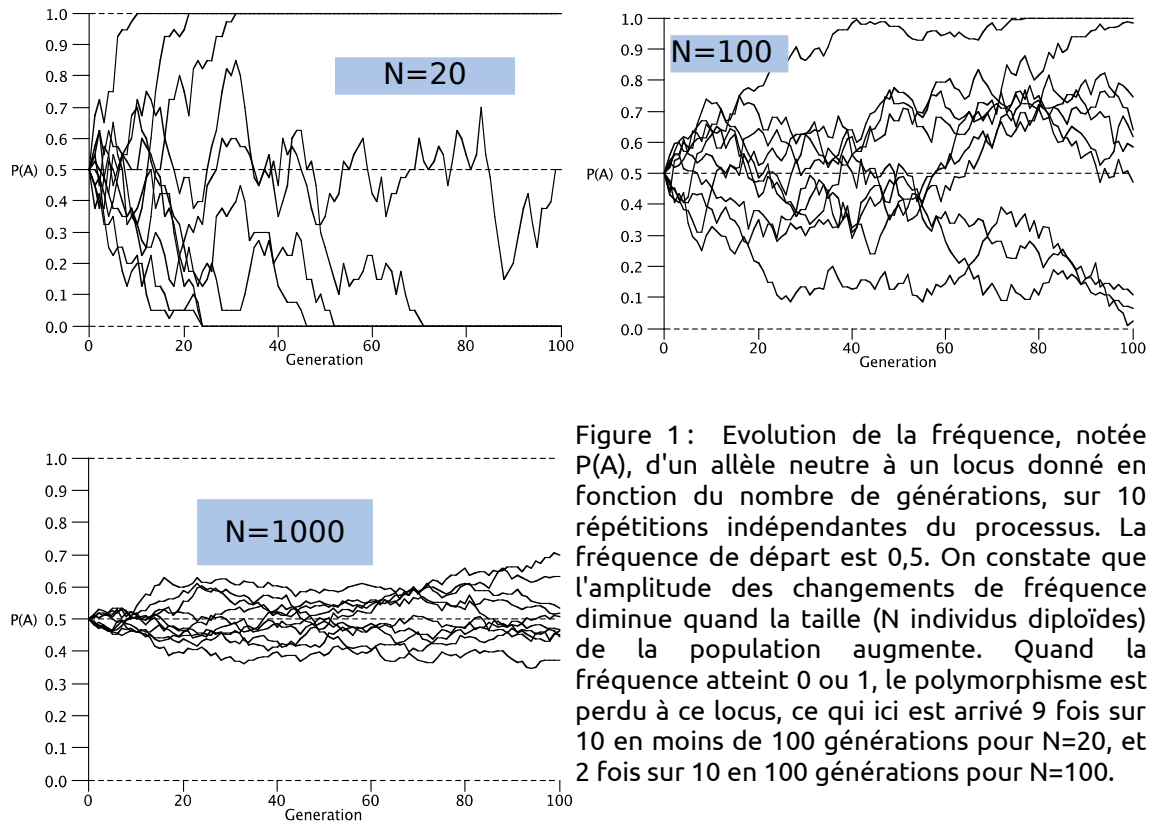 1.0
0.9
0.8
0.7
0.6
P(A) 0.5
0.4
0.3
0.2
0.1
0.0
0 20 40 60 80 100
Generation
N=20
1.0
0.9
0.8
0.7
0.6
P(A) 0.5
0.4
0.3
0.2
0.1
0.0
0 20 40 60 80 100
Generation
N=100
1.0
0.9
0.8
0.7
0.6
P(A) 0.5
0.4
0.3
0.2
0.1
0.0
0 20 40 60 80 100
Generation
N=1000
Figure 1 : Evolution de la fréquence, notée
P(A), d'un allèle neutre à un locus donné en
fonction du nombre de générations, sur 10
répétitions indépendantes du processus. La
fréquence de départ est 0,5. On constate que
l'amplitude des changements de fréquence
diminue quand la taille (N individus diploïdes)
de la population augmente. Quand la
fréquence atteint 0 ou 1, le polymorphisme est
perdu à ce locus, ce qui ici est arrivé 9 fois sur
10 en moins de 100 générations pour N=20, et
2 fois sur 10 en 100 générations pour N=100.